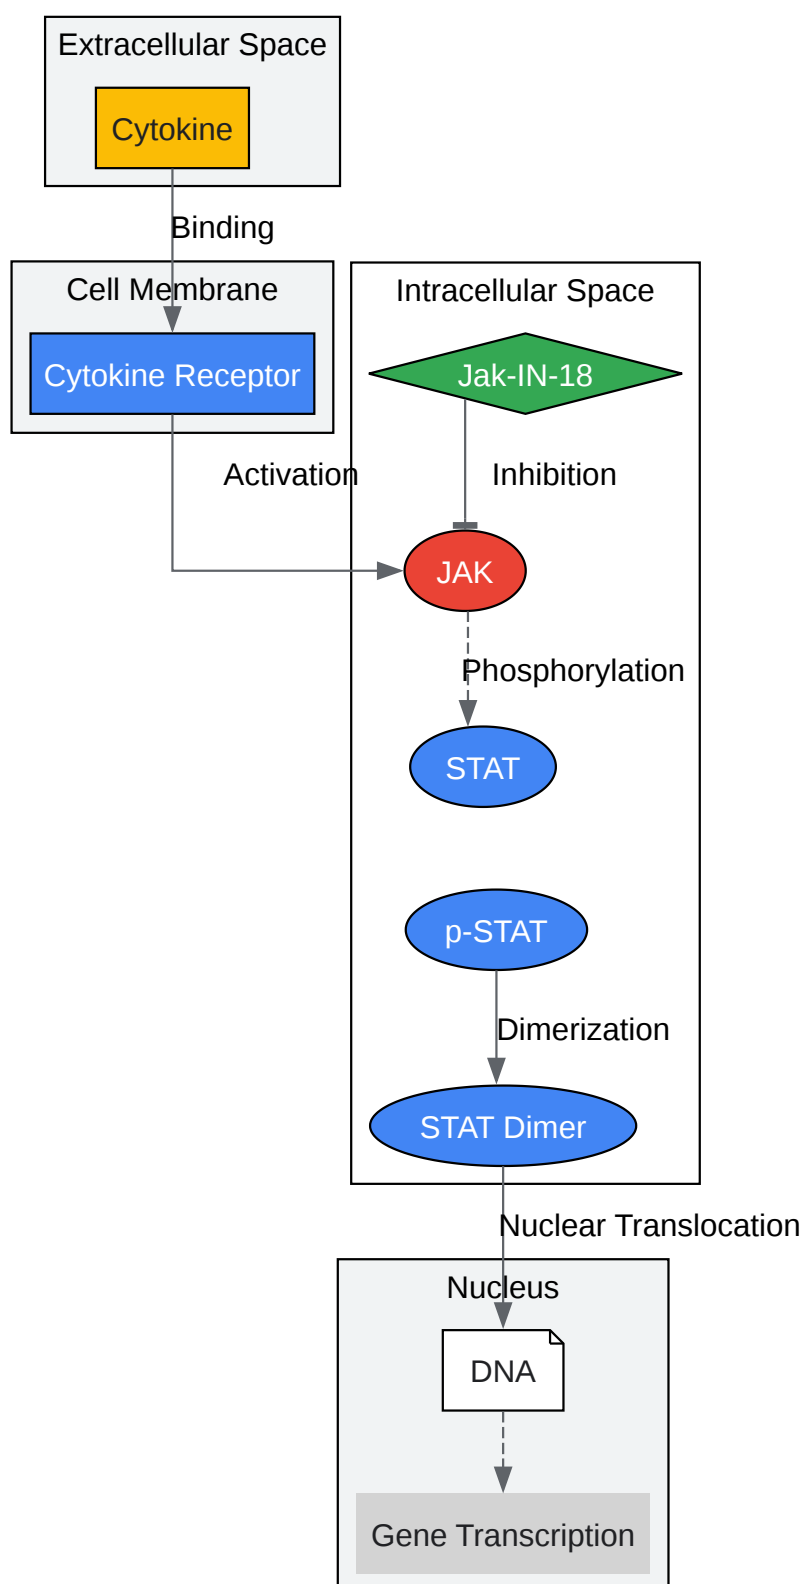 Extracellular Space
Cytokine
Binding
Cell Membrane
Cytokine Receptor
Intracellular Space
Jak-IN-18
Activation
Inhibition
JAK
Phosphorylation
STAT
p-STAT
Dimerization
STAT Dimer
Nuclear Translocation
Nucleus
DNA
Gene Transcription